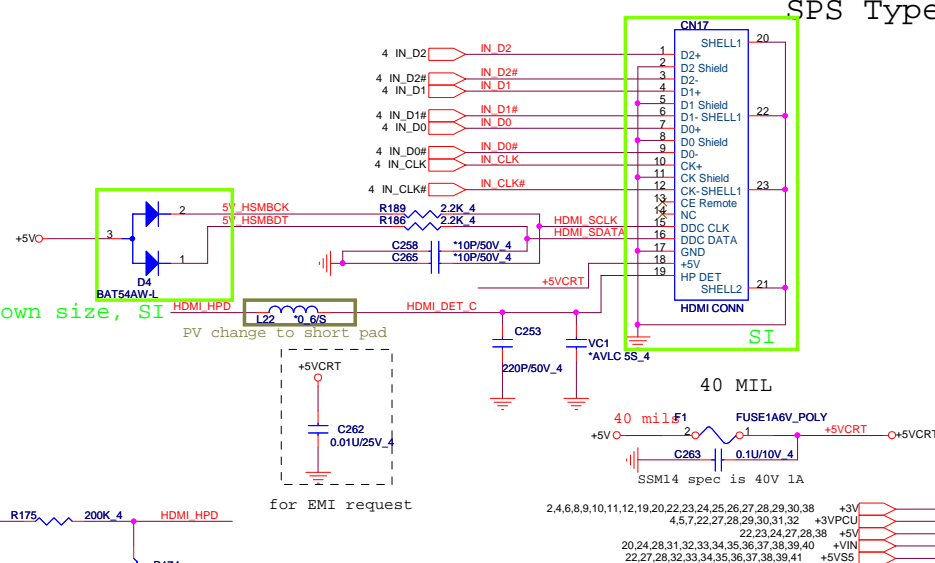 SPS Type
CN17
SHELL1 20
4 IN_D2 IN_D2 1 D2+
2 D2 Shield
4 IN_D2# IN_D2# 3 D2-
4 IN_D1 IN_D1 4 D1+
5 D1 Shield
4 IN_D1# IN_D1# 6 D1- SHELL1 22
4 IN_D0 IN_D0 7 D0+
8 D0 Shield
4 IN_D0# IN_D0# 9 D0-
4 IN_CLK IN_CLK 10 CK+
11 CK Shield
4 IN_CLK# IN_CLK# 12 CK- SHELL1 23
13 CE Remote
2 5V_HSMBCK R189 2.2K_4 14 NC
5V_HSMBDT R186 2.2K_4 HDMI_SCLK 15 DDC CLK
+5V 3 HDMI_SDATA 16 DDC DATA
C258 *10P/50V_4 17 GND
1 C265 *10P/50V_4 18 +5V
19 HP DET
D4 +5VCRT SHELL2 21
BAT54AW-L
HDMI_HPD HDMI_DET_C HDMI CONN
own size, SI L22 *0_6/S
PV change to short pad C253 VC1 SI
*AVLC 5S_4
+5VCRT 220P/50V_4
40 MIL
40 mils F1 FUSE1A6V_POLY
C262 +5V 2 1 +5VCRT +5VCRT
0.01U/25V_4
C263 0.1U/10V_4
SSM14 spec is 40V 1A
for EMI request
2,4,6,8,9,10,11,12,19,20,22,23,24,25,26,27,28,29,30,38 +3V
R175 200K_4 HDMI_HPD 4,5,7,22,27,28,29,30,31,32 +3VPCU
22,23,24,27,28,38 +5V
20,24,28,31,32,33,34,35,36,37,38,39,40 +VIN
22,27,28,32,33,34,35,36,37,38,39,41 +5VS5